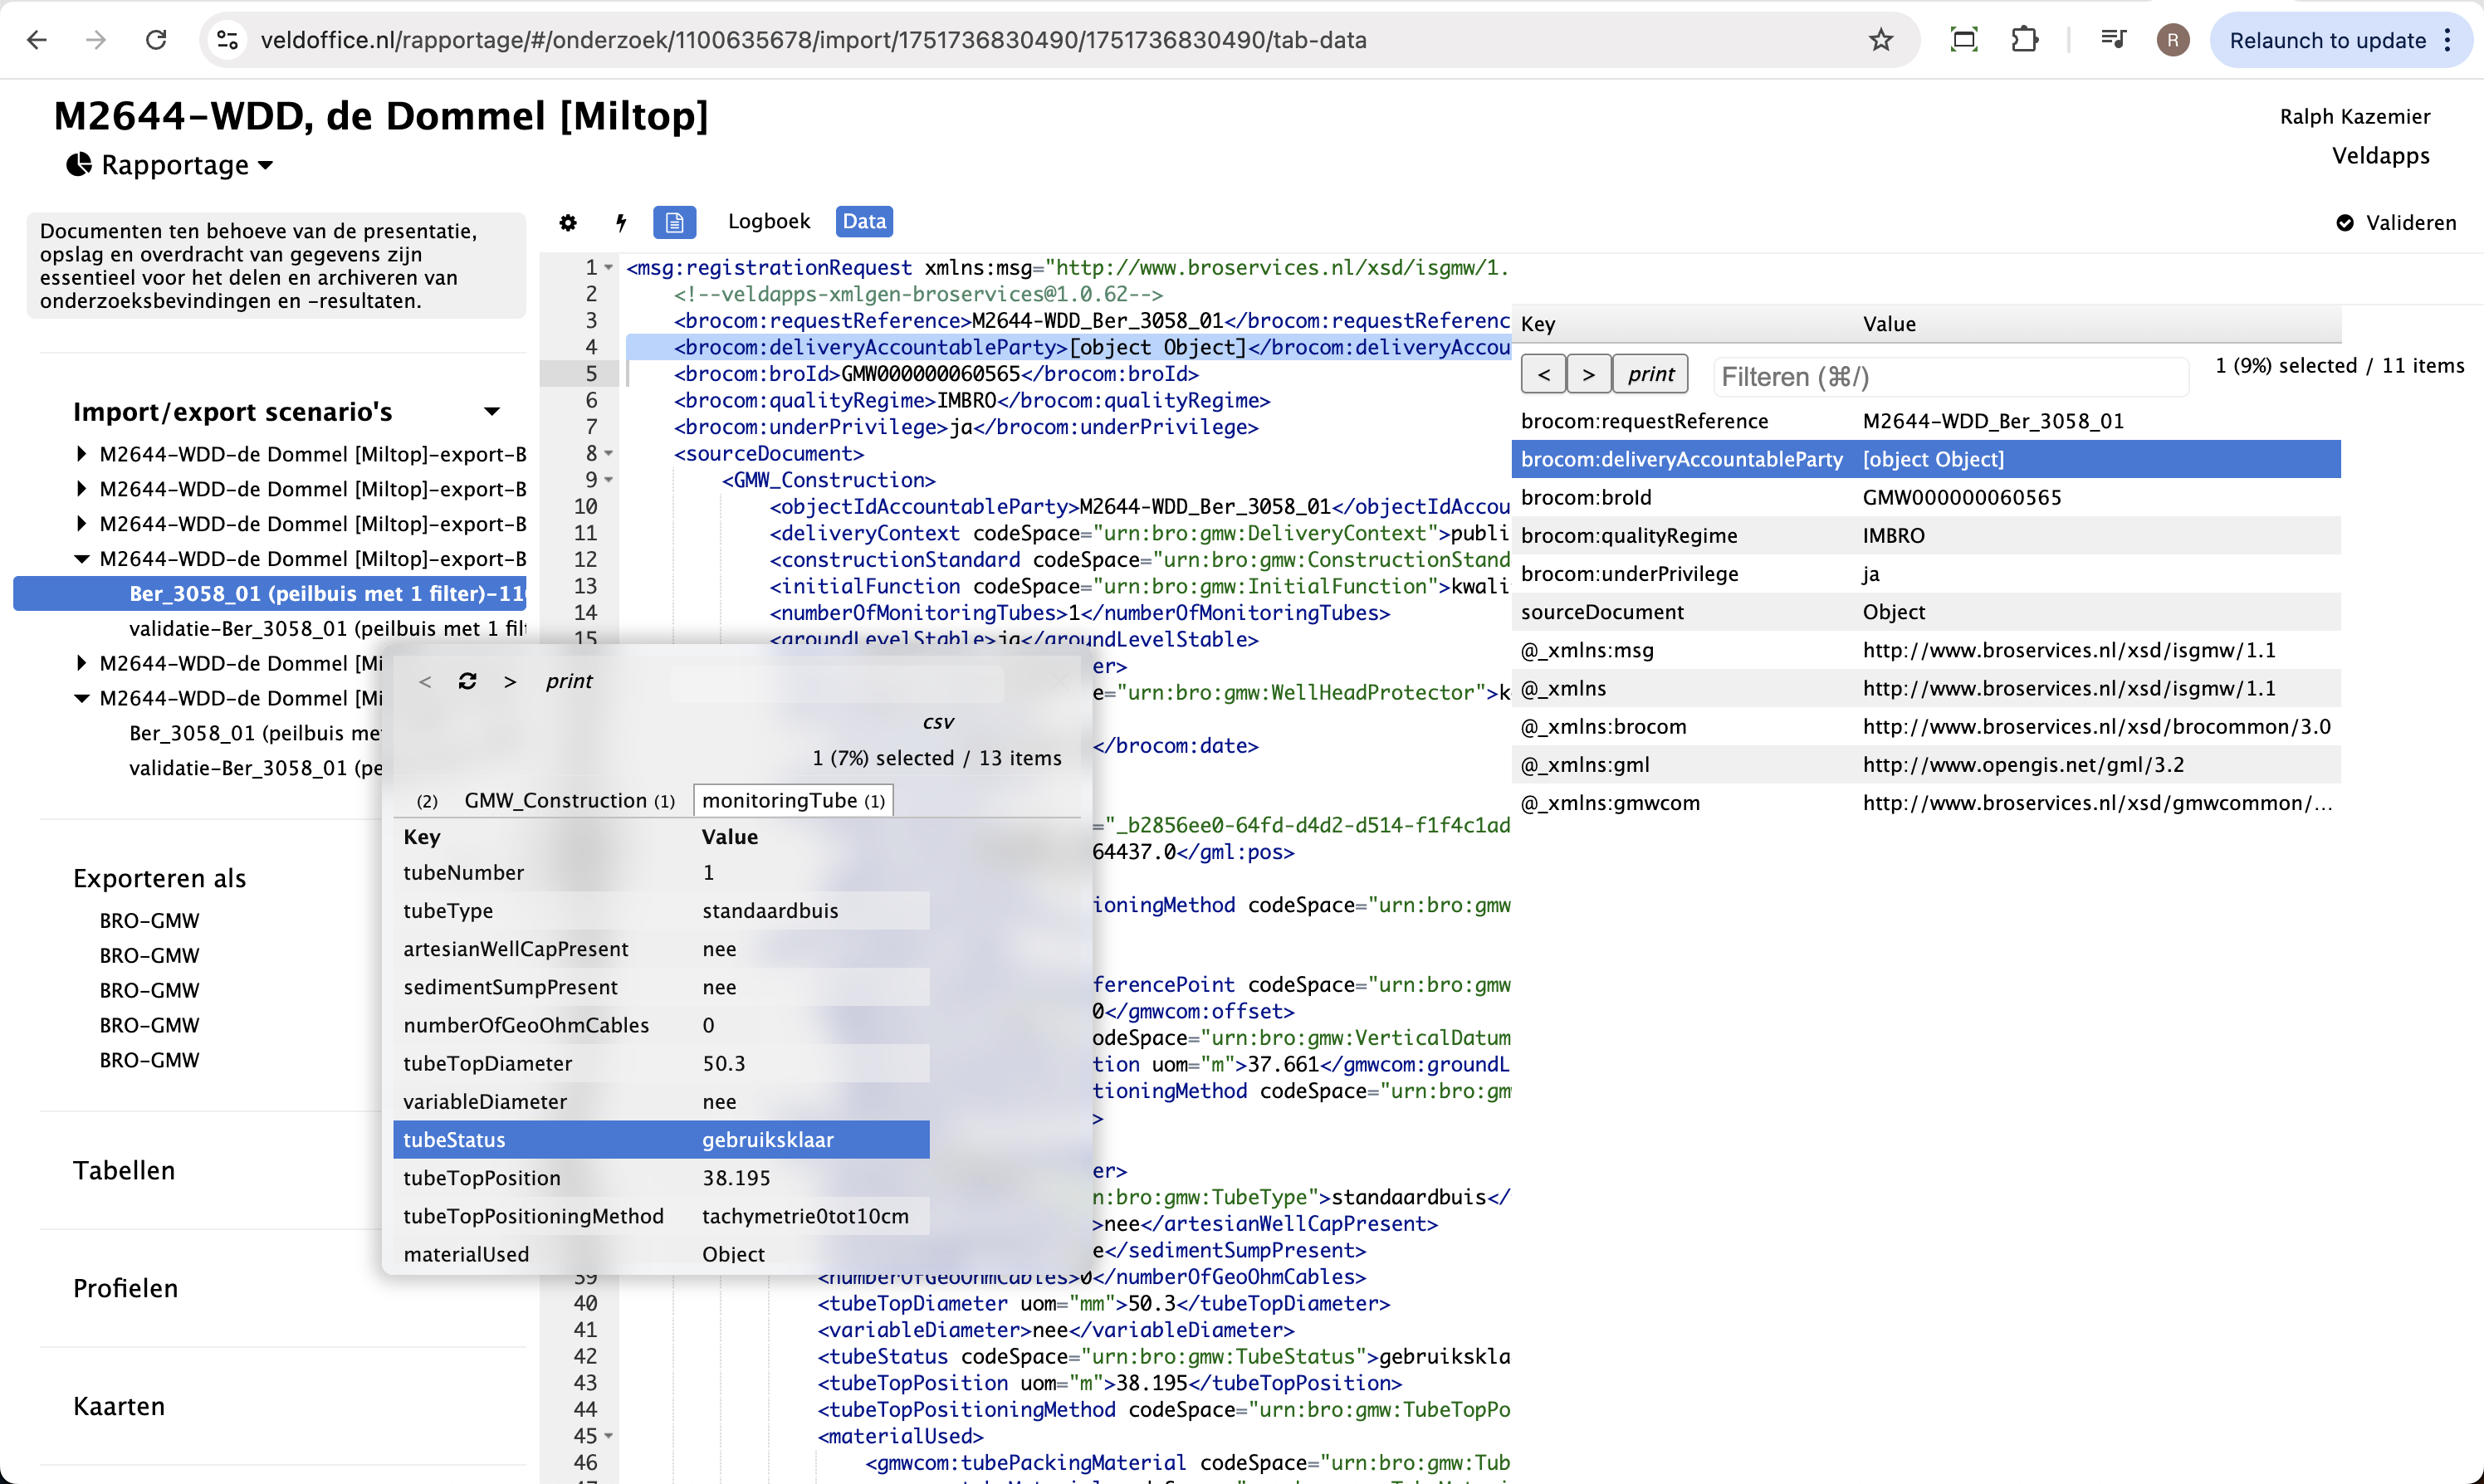 veldoffice.nl/rapportage/#/onderzoek/1100635678/import/1751736830490/1751736830490/tab-data
R
Relaunch to update
M2644-WDD, de Dommel [Miltop]
Rapportage
Ralph Kazemier
Veldapps
Documenten ten behoeve van de presentatie,
opslag en overdracht van gegevens zijn
essentieel voor het delen en archiveren van
onderzoeksbevindingen en -resultaten.
Import/export scenario's
M2644-WDD-de Dommel [Miltop]-export-B
M2644-WDD-de Dommel [Miltop]-export-B
M2644-WDD-de Dommel [Miltop]-export-B
M2644-WDD-de Dommel [Miltop]-export-B
Ber_3058_01 (peilbuis met 1 filter)-11
validatie-Ber_3058_01 (peilbuis met 1 filt
M2644-WDD-de Dommel [Mi
M2644-WDD-de Dommel [Mi
Ber_3058_01 (peilbuis me
validatie-Ber_3058_01 (pe
Exporteren als
BRO-GMW
BRO-GMW
BRO-GMW
BRO-GMW
BRO-GMW
Tabellen
Profielen
Kaarten
Logboek
Data
Valideren
1 <msg:registrationRequest xmlns:msg="http://www.broservices.nl/xsd/isgmw/1.
2 <!--veldapps-xmlgen-broservices@1.0.62-->
3 <brocom:requestReference>M2644-WDD_Ber_3058_01</brocom:requestReferenc
4 <brocom:deliveryAccountableParty>[object Object]</brocom:deliveryAccou
5 <brocom:broId>GMW000000060565</brocom:broId>
6 <brocom:qualityRegime>IMBRO</brocom:qualityRegime>
7 <brocom:underPrivilege>ja</brocom:underPrivilege>
8 <sourceDocument>
9 <GMW_Construction>
10 <objectIdAccountableParty>M2644-WDD_Ber_3058_01</objectIdAccou
11 <deliveryContext codeSpace="urn:bro:gmw:DeliveryContext">publi
12 <constructionStandard codeSpace="urn:bro:gmw:ConstructionStand
13 <initialFunction codeSpace="urn:bro:gmw:InitialFunction">kwali
14 <numberOfMonitoringTubes>1</numberOfMonitoringTubes>
15 <groundLevelStable>ja</groundLevelStable>
er>
e="urn:bro:gmw:WellHeadProtector">k
</brocom:date>
="_b2856ee0-64fd-d4d2-d514-f1f4c1ad
64437.0</gml:pos>
ioningMethod codeSpace="urn:bro:gmw
ferencePoint codeSpace="urn:bro:gmw
0</gmwcom:offset>
odeSpace="urn:bro:gmw:VerticalDatum
tion uom="m">37.661</gmwcom:groundL
tioningMethod codeSpace="urn:bro:gm
>
er>
n:bro:gmw:TubeType">standaardbuis</
>nee</artesianWellCapPresent>
e</sedimentSumpPresent>
39 <numberOfGeoOhmCables>0</numberOfGeoOhmCables>
40 <tubeTopDiameter uom="mm">50.3</tubeTopDiameter>
41 <variableDiameter>nee</variableDiameter>
42 <tubeStatus codeSpace="urn:bro:gmw:TubeStatus">gebruikskla
43 <tubeTopPosition uom="m">38.195</tubeTopPosition>
44 <tubeTopPositioningMethod codeSpace="urn:bro:gmw:TubeTopPo
45 <materialUsed>
46 <gmwcom:tubePackingMaterial codeSpace="urn:bro:gmw:Tub
< > print
csv
1 (7%) selected / 13 items
(2) GMW_Construction (1) monitoringTube (1)
Key Value
tubeNumber 1
tubeType standaardbuis
artesianWellCapPresent nee
sedimentSumpPresent nee
numberOfGeoOhmCables 0
tubeTopDiameter 50.3
variableDiameter nee
tubeStatus gebruiksklaar
tubeTopPosition 38.195
tubeTopPositioningMethod tachymetrie0tot10cm
materialUsed Object
Key Value
< > print Filteren (⌘/) 1 (9%) selected / 11 items
brocom:requestReference M2644-WDD_Ber_3058_01
brocom:deliveryAccountableParty [object Object]
brocom:broId GMW000000060565
brocom:qualityRegime IMBRO
brocom:underPrivilege ja
sourceDocument Object
@_xmlns:msg http://www.broservices.nl/xsd/isgmw/1.1
@_xmlns http://www.broservices.nl/xsd/isgmw/1.1
@_xmlns:brocom http://www.broservices.nl/xsd/brocommon/3.0
@_xmlns:gml http://www.opengis.net/gml/3.2
@_xmlns:gmwcom http://www.broservices.nl/xsd/gmwcommon/...